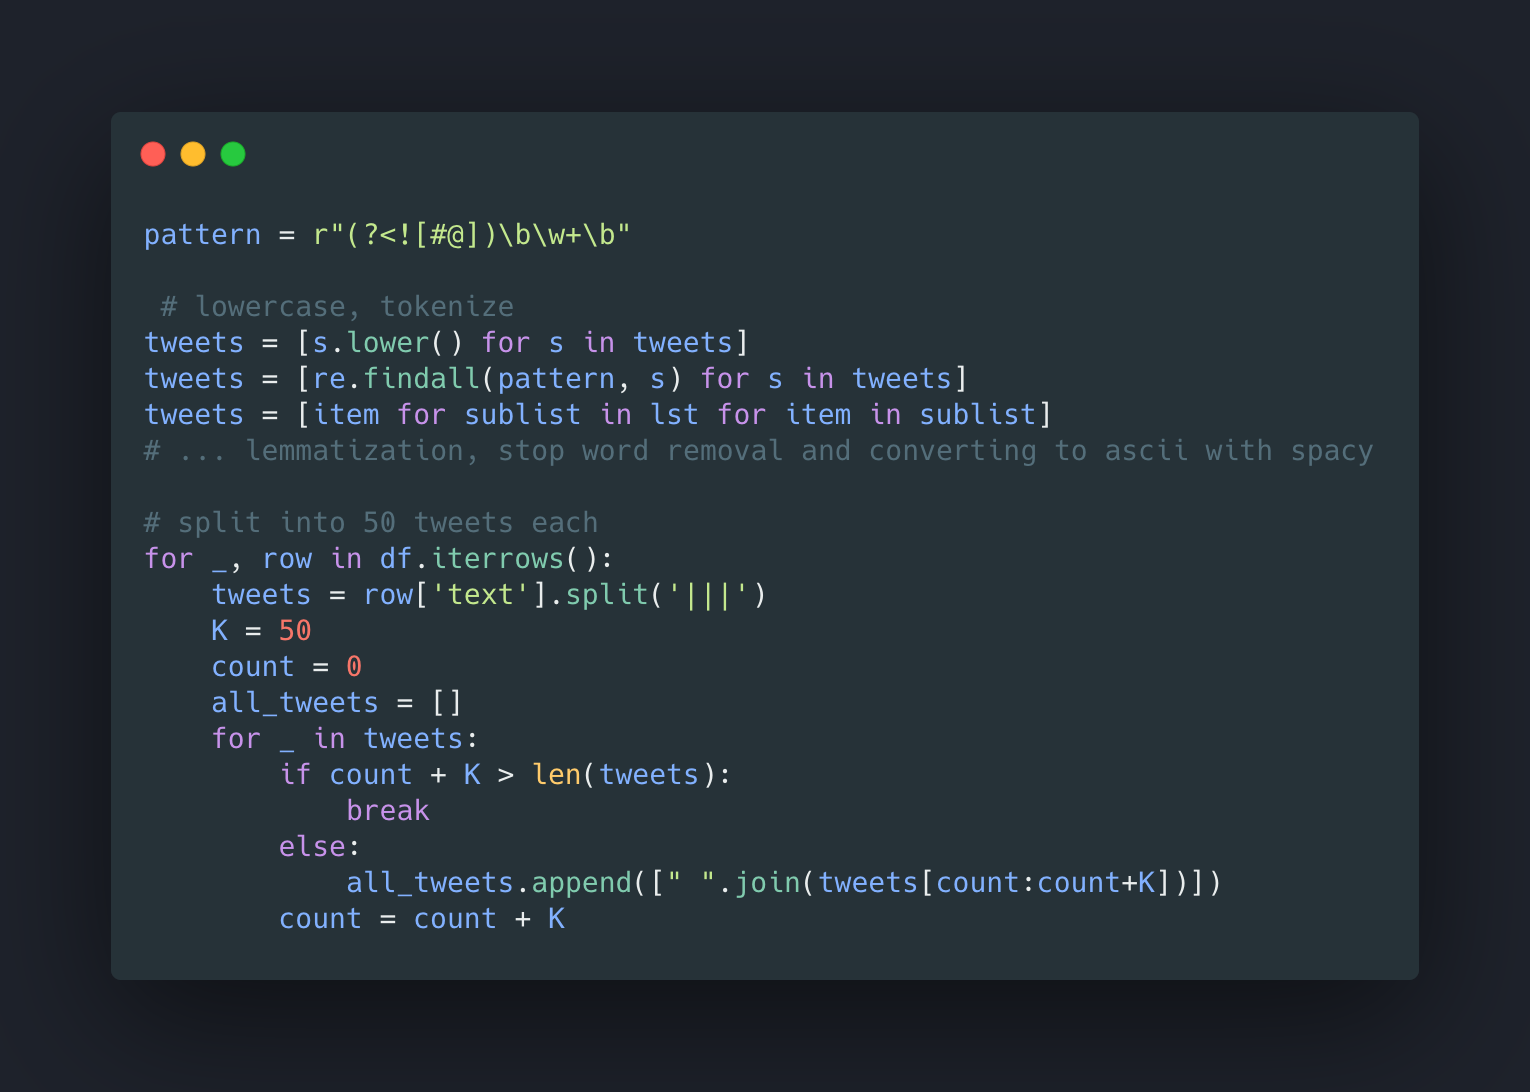 pattern = r"(?<![#@])\b\w+\b"

 # lowercase, tokenize
tweets = [s.lower() for s in tweets]
tweets = [re.findall(pattern, s) for s in tweets]
tweets = [item for sublist in lst for item in sublist]
# ... lemmatization, stop word removal and converting to ascii with spacy

# split into 50 tweets each
for _, row in df.iterrows():
    tweets = row['text'].split('|||')
    K = 50
    count = 0
    all_tweets = []
    for _ in tweets:
        if count + K > len(tweets):
            break
        else:
            all_tweets.append([" ".join(tweets[count:count+K])])
        count = count + K